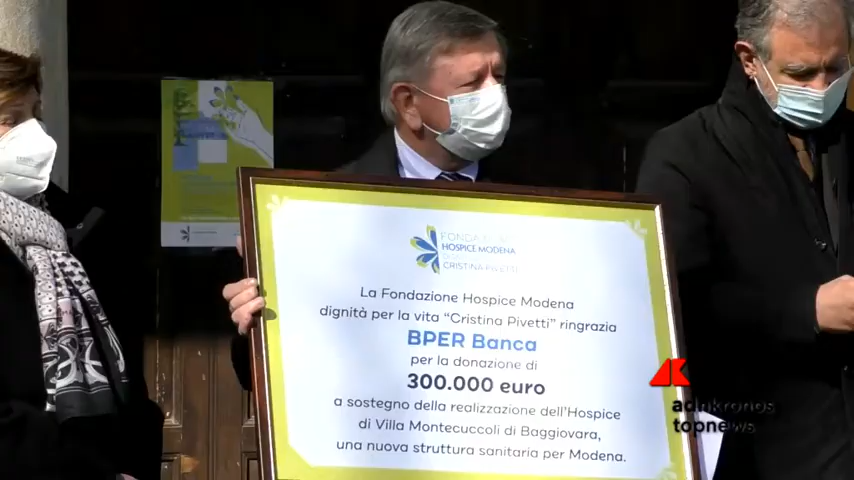 FONDAZIONE
HOSPICE MODENA
CRISTINA PIVETTI
La Fondazione Hospice Modena
dignità per la vita "Cristina Pivetti" ringrazia
BPER Banca
per la donazione di
300.000 euro
a sostegno della realizzazione dell'Hospice
di Villa Montecuccoli di Baggiovara,
una nuova struttura sanitaria per Modena.
adnkronos
topnews